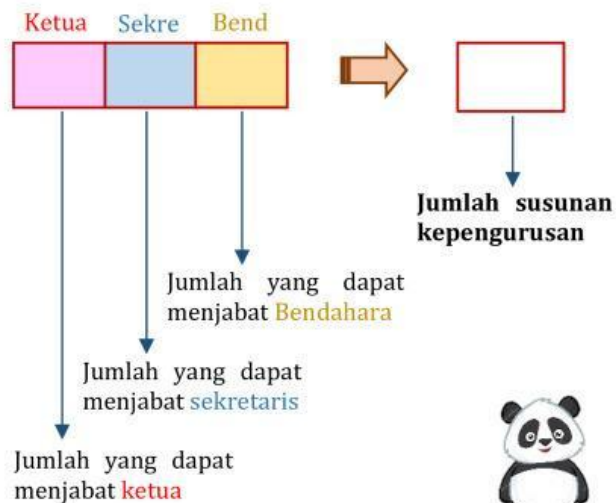 Ketua Sekre Bend
Jumlah susunan
kepengurusan
Jumlah yang dapat
menjabat Bendahara
Jumlah yang dapat
menjabat sekretaris
Jumlah yang dapat
menjabat ketua